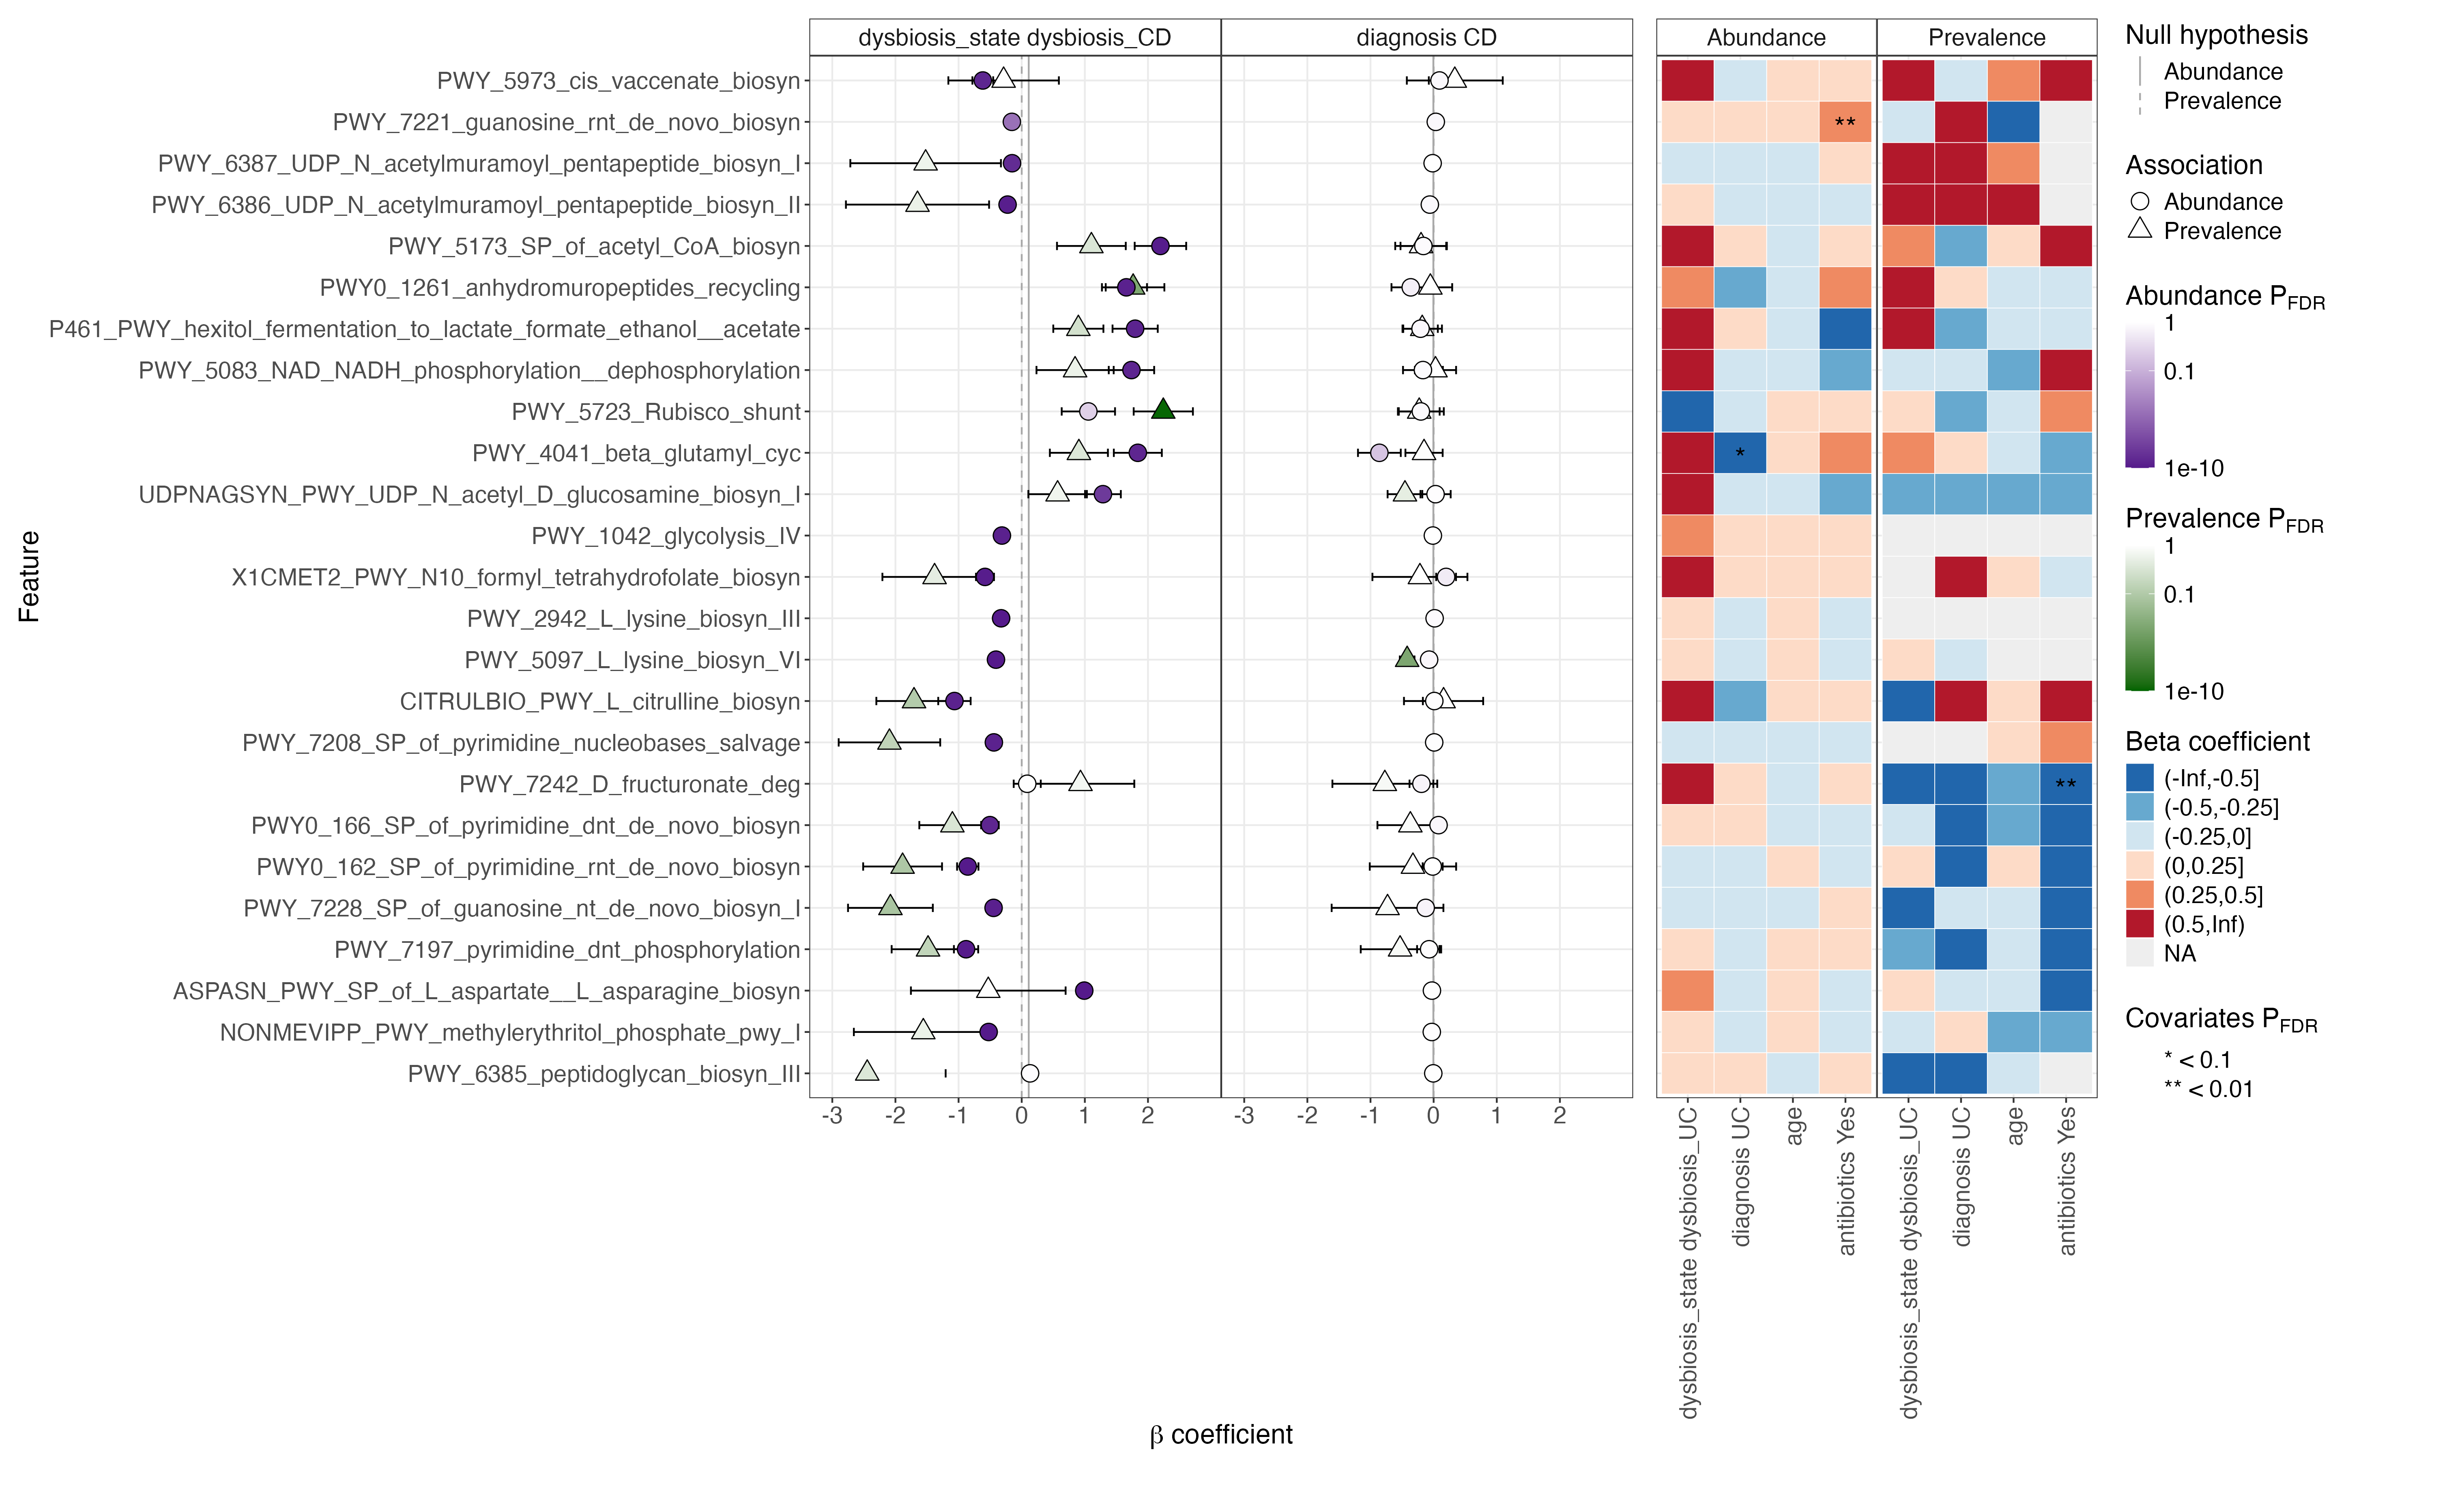 dysbiosis_state dysbiosis_CD
diagnosis CD
Abundance
Prevalence
Feature
PWY_5973_cis_vaccenate_biosyn
PWY_7221_guanosine_rnt_de_novo_biosyn
PWY_6387_UDP_N_acetylmuramoyl_pentapeptide_biosyn_I
PWY_6386_UDP_N_acetylmuramoyl_pentapeptide_biosyn_II
PWY_5173_SP_of_acetyl_CoA_biosyn
PWY0_1261_anhydromuropeptides_recycling
P461_PWY_hexitol_fermentation_to_lactate_formate_ethanol__acetate
PWY_5083_NAD_NADH_phosphorylation__dephosphorylation
PWY_5723_Rubisco_shunt
PWY_4041_beta_glutamyl_cyc
UDPNAGSYN_PWY_UDP_N_acetyl_D_glucosamine_biosyn_I
PWY_1042_glycolysis_IV
X1CMET2_PWY_N10_formyl_tetrahydrofolate_biosyn
PWY_2942_L_lysine_biosyn_III
PWY_5097_L_lysine_biosyn_VI
CITRULBIO_PWY_L_citrulline_biosyn
PWY_7208_SP_of_pyrimidine_nucleobases_salvage
PWY_7242_D_fructuronate_deg
PWY0_166_SP_of_pyrimidine_dnt_de_novo_biosyn
PWY0_162_SP_of_pyrimidine_rnt_de_novo_biosyn
PWY_7228_SP_of_guanosine_nt_de_novo_biosyn_I
PWY_7197_pyrimidine_dnt_phosphorylation
ASPASN_PWY_SP_of_L_aspartate__L_asparagine_biosyn
NONMEVIPP_PWY_methylerythritol_phosphate_pwy_I
PWY_6385_peptidoglycan_biosyn_III
-3 -2 -1 0 1 2
-3 -2 -1 0 1 2
β coefficient
**
*
**
dysbiosis_state dysbiosis_UC
diagnosis UC
age
antibiotics Yes
dysbiosis_state dysbiosis_UC
diagnosis UC
age
antibiotics Yes
Null hypothesis
Abundance
Prevalence
Association
Abundance
Prevalence
Abundance PFDR
1
0.1
1e-10
Prevalence PFDR
1
0.1
1e-10
Beta coefficient
(-Inf,-0.5]
(-0.5,-0.25]
(-0.25,0]
(0,0.25]
(0.25,0.5]
(0.5,Inf)
NA
Covariates PFDR
* < 0.1
** < 0.01